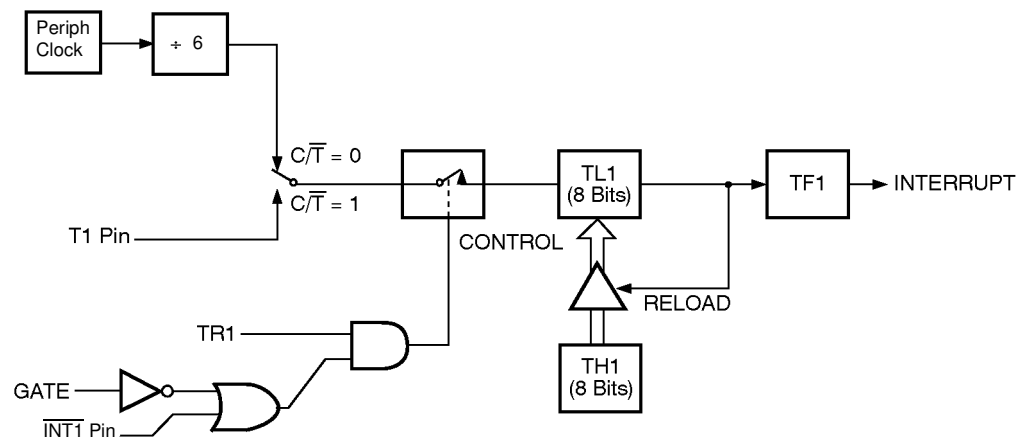 Periph
Clock
÷ 6
C/T̅ = 0
C/T̅ = 1
T1 Pin
TL1
(8 Bits)
TF1
INTERRUPT
CONTROL
RELOAD
TR1
TH1
(8 Bits)
GATE
I̅N̅T̅1̅ Pin